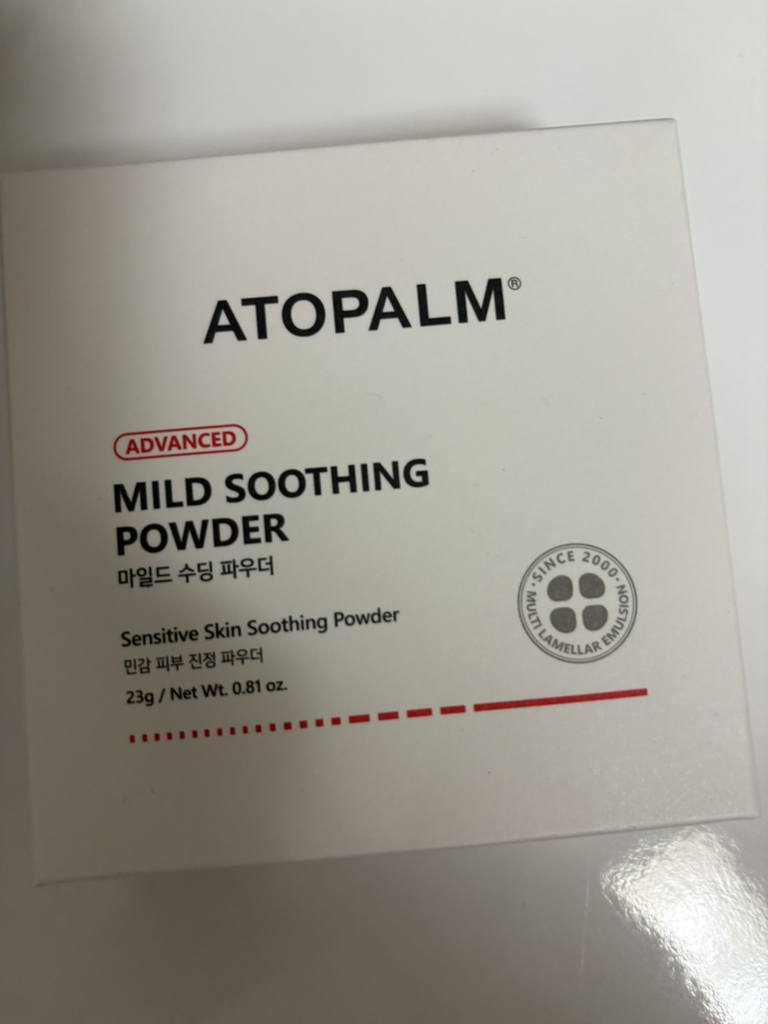 ATOPALM®
ADVANCED
MILD SOOTHING
POWDER
마일드 수딩 파우더
Sensitive Skin Soothing Powder
민감 피부 진정 파우더
23g / Net Wt. 0.81 oz.
·SINCE 2000·
MULTI LAMELLAR EMULSION